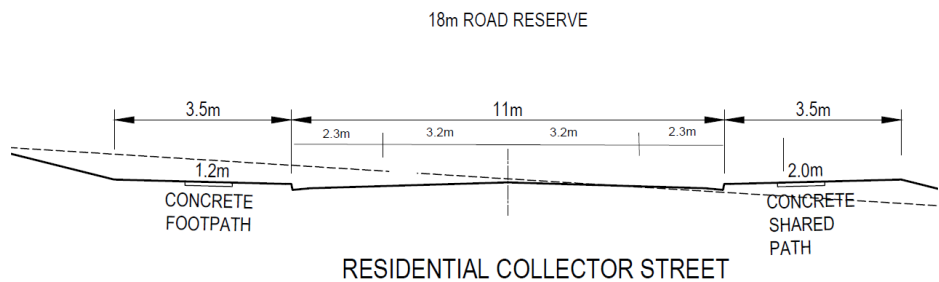 18m ROAD RESERVE
3.5m 11m 3.5m
2.3m 3.2m 3.2m 2.3m
1.2m 2.0m
CONCRETE CONCRETE
FOOTPATH SHARED
PATH
RESIDENTIAL COLLECTOR STREET